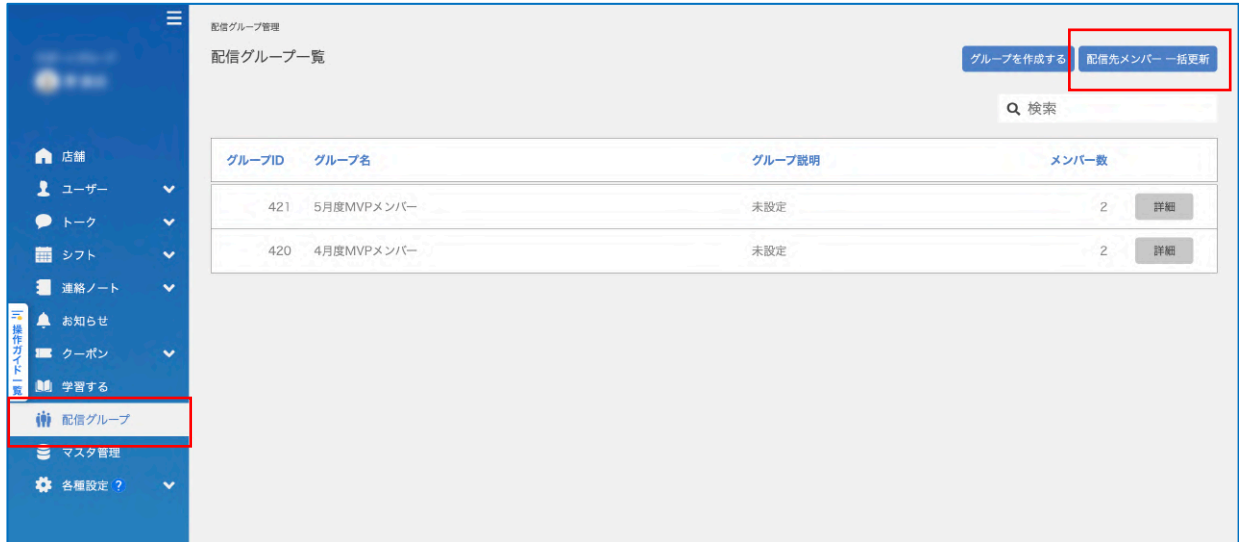 配信グループ管理
配信グループ一覧
グループを作成する
配信先メンバー 一括更新
検索
店舗
ユーザー
トーク
シフト
連絡ノート
お知らせ
クーポン
学習する
配信グループ
マスタ管理
各種設定 ?
操作ガイド一覧
グループID グループ名 グループ説明 メンバー数
421 5月度MVPメンバー 未設定 2 詳細
420 4月度MVPメンバー 未設定 2 詳細